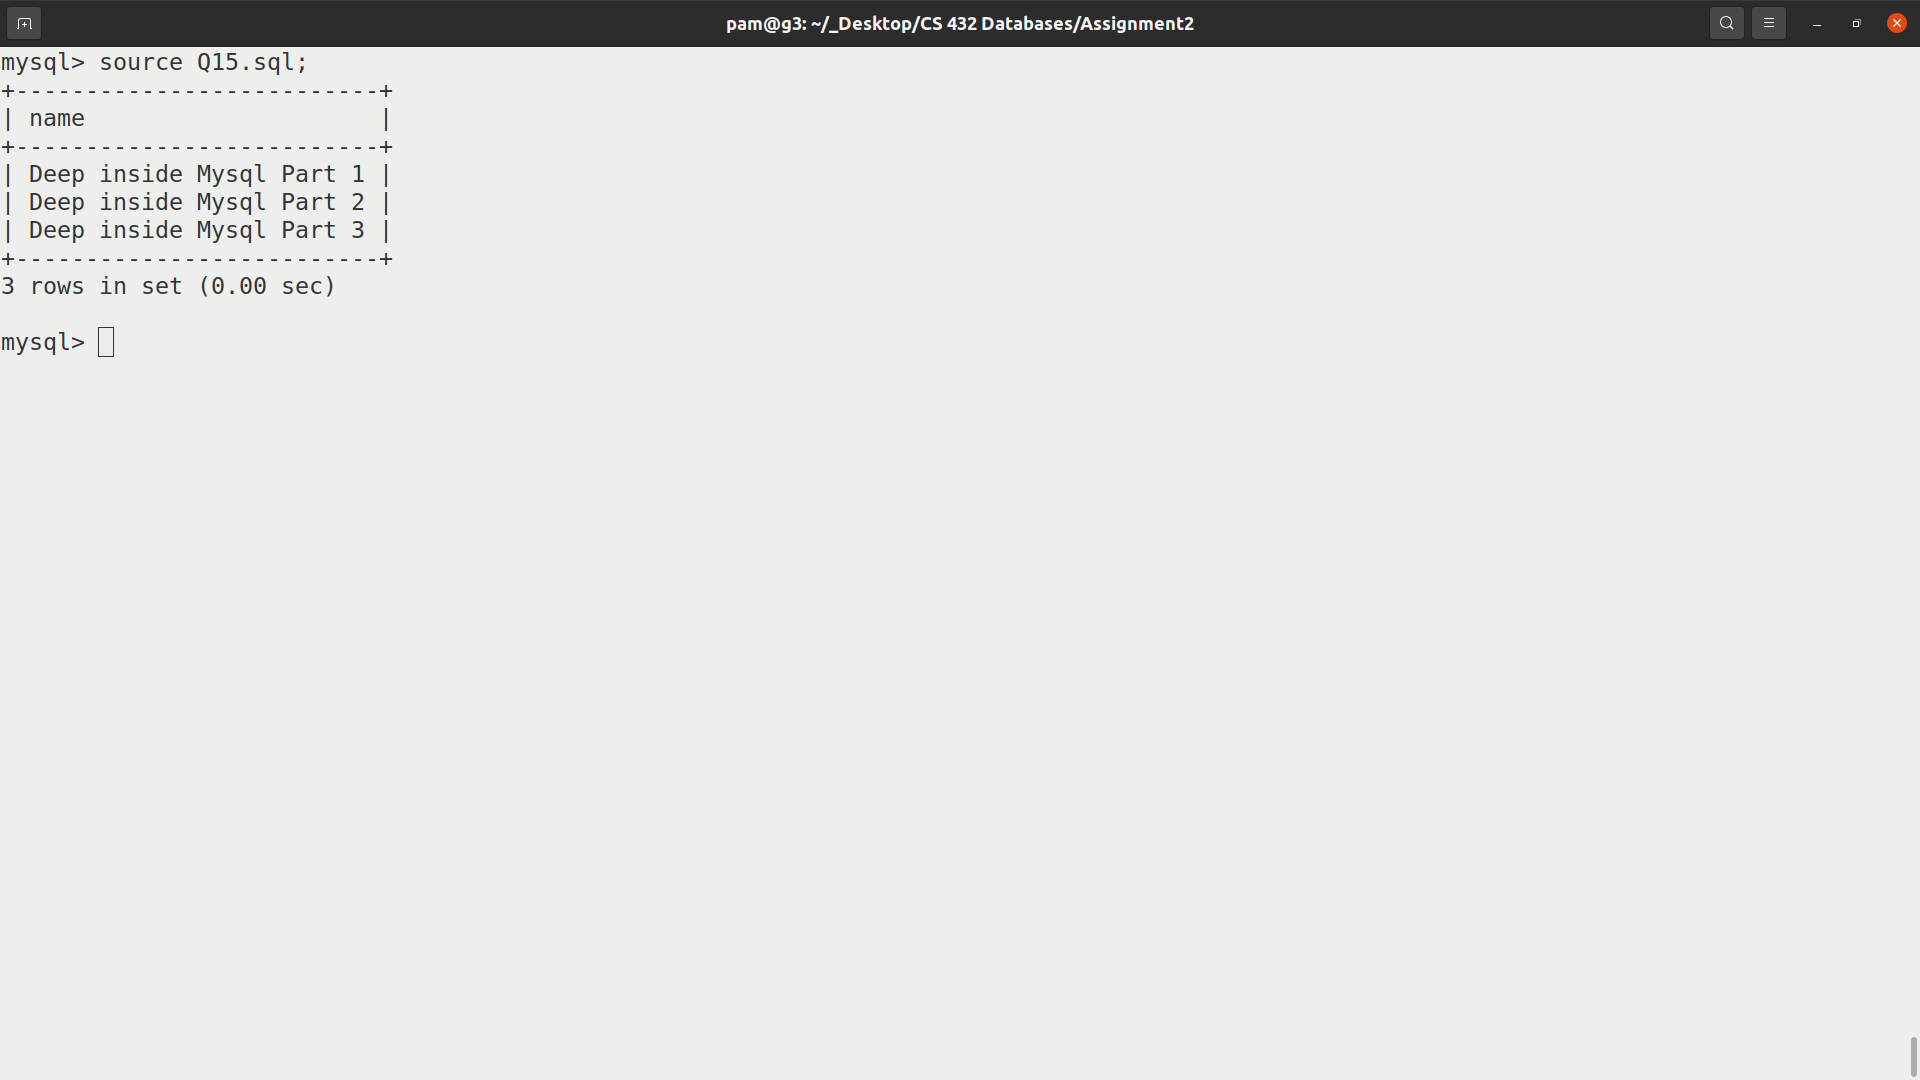 pam@g3: ~/_Desktop/CS 432 Databases/Assignment2
mysql> source Q15.sql;
+--------------------------+
| name                     |
+--------------------------+
| Deep inside Mysql Part 1 |
| Deep inside Mysql Part 2 |
| Deep inside Mysql Part 3 |
+--------------------------+
3 rows in set (0.00 sec)
mysql>